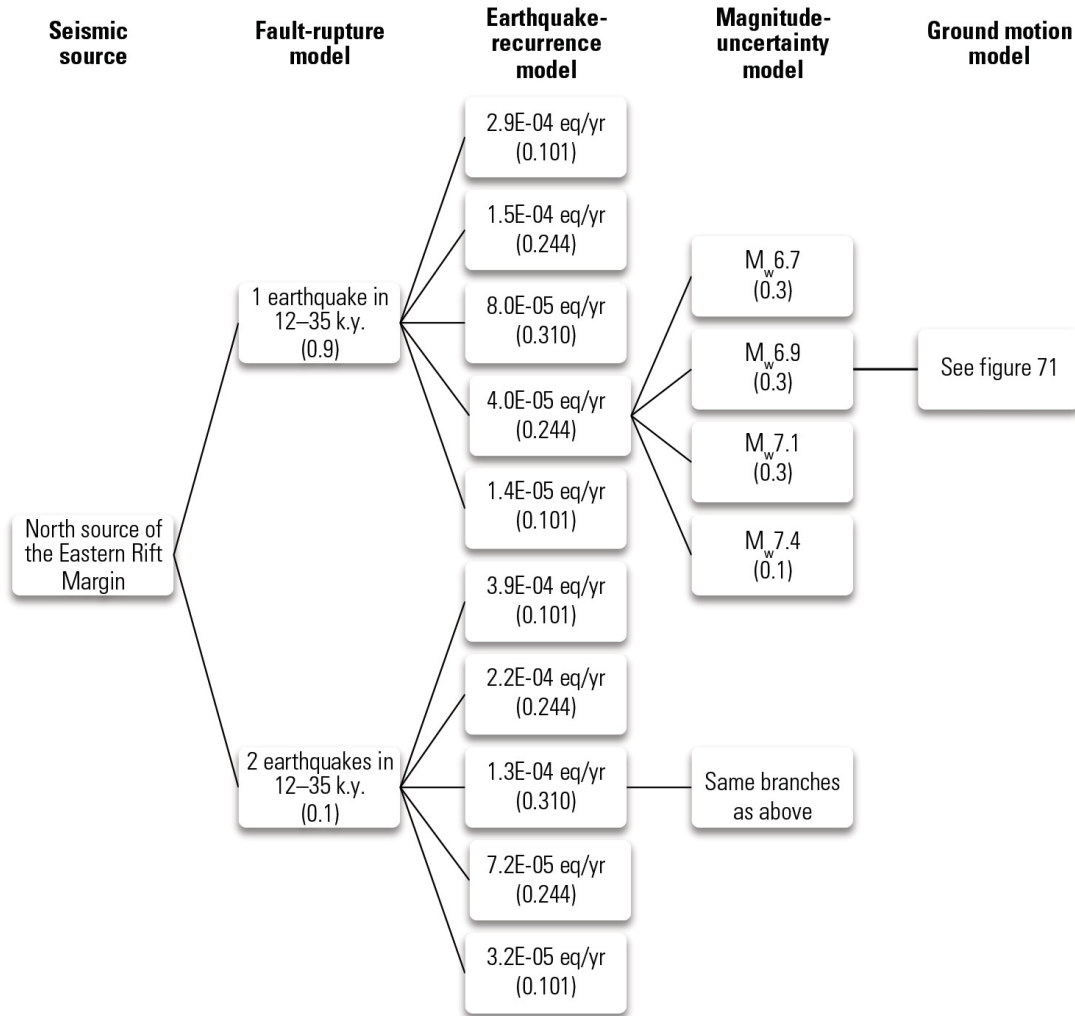 Seismic
source
Fault-rupture
model
Earthquake-
recurrence
model
Magnitude-
uncertainty
model
Ground motion
model
North source of
the Eastern Rift
Margin
1 earthquake in
12–35 k.y.
(0.9)
2 earthquakes in
12–35 k.y.
(0.1)
2.9E-04 eq/yr
(0.101)
1.5E-04 eq/yr
(0.244)
8.0E-05 eq/yr
(0.310)
4.0E-05 eq/yr
(0.244)
1.4E-05 eq/yr
(0.101)
3.9E-04 eq/yr
(0.101)
2.2E-04 eq/yr
(0.244)
1.3E-04 eq/yr
(0.310)
7.2E-05 eq/yr
(0.244)
3.2E-05 eq/yr
(0.101)
Mw6.7
(0.3)
Mw6.9
(0.3)
Mw7.1
(0.3)
Mw7.4
(0.1)
Same branches
as above
See figure 71